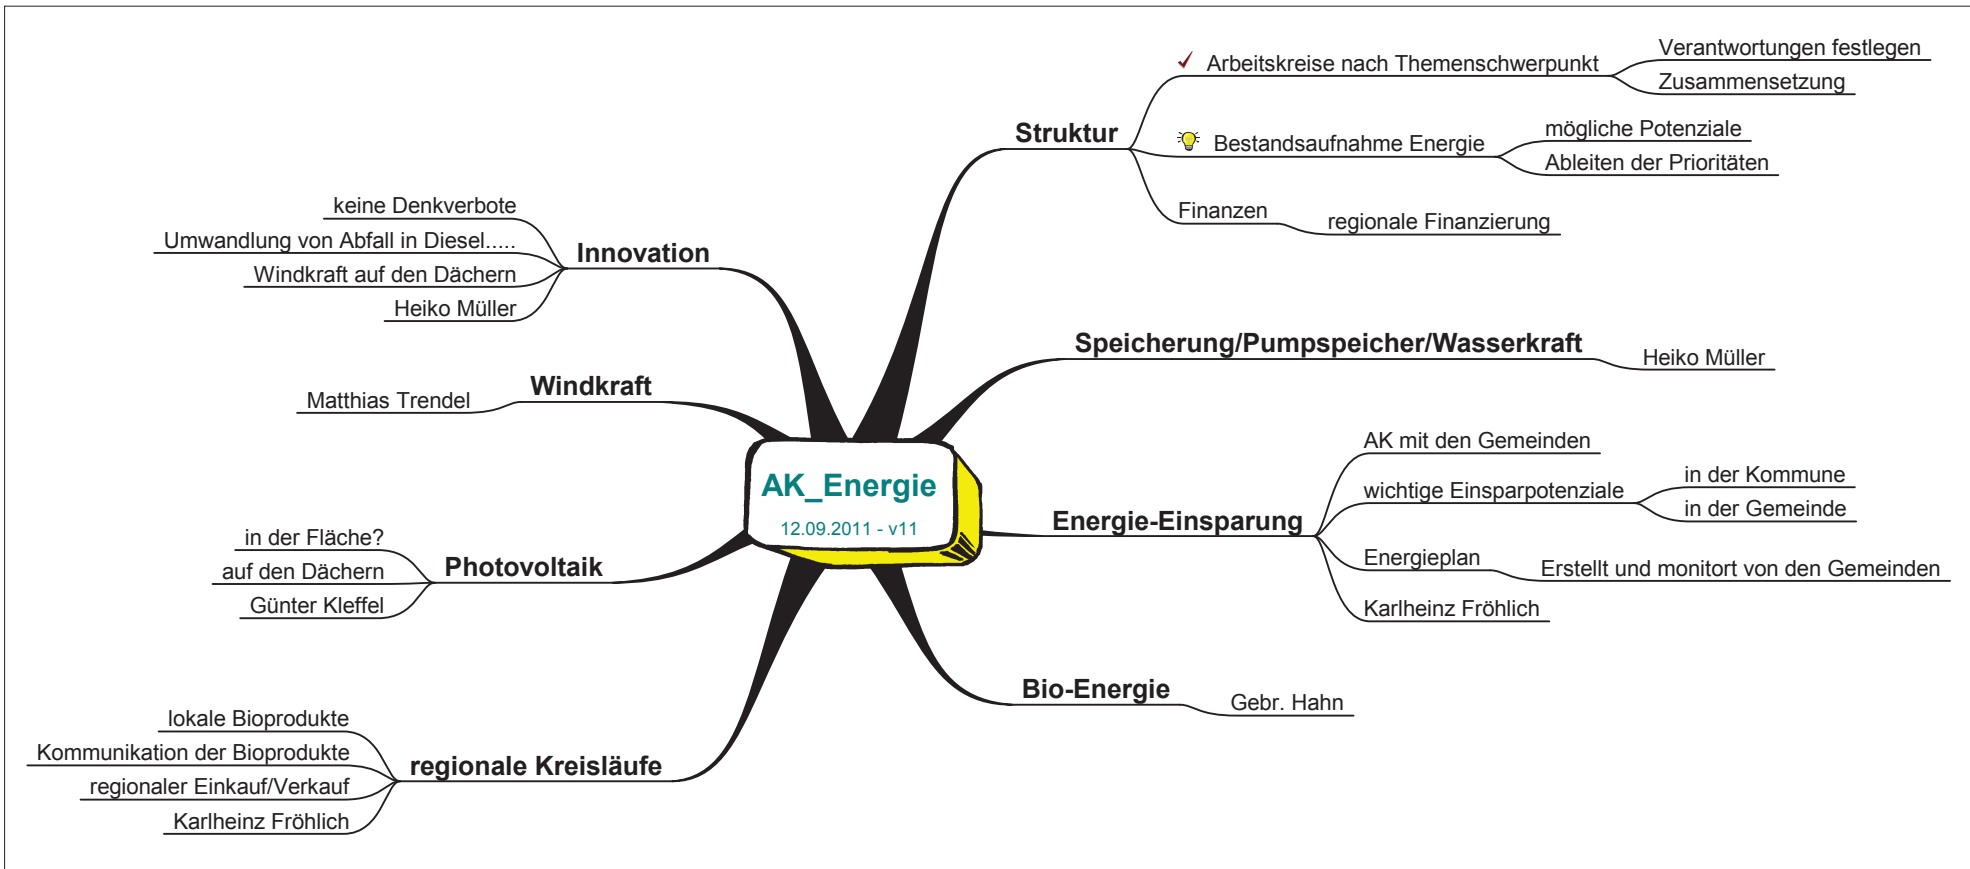 AK_Energie
12.09.2011 - v11
Struktur
Arbeitskreise nach Themenschwerpunkt
Verantwortungen festlegen
Zusammensetzung
Bestandsaufnahme Energie
mögliche Potenziale
Ableiten der Prioritäten
Finanzen
regionale Finanzierung
Speicherung/Pumpspeicher/Wasserkraft
Heiko Müller
Energie-Einsparung
AK mit den Gemeinden
wichtige Einsparpotenziale
in der Kommune
in der Gemeinde
Energieplan
Erstellt und monitort von den Gemeinden
Karlheinz Fröhlich
Bio-Energie
Gebr. Hahn
Innovation
keine Denkverbote
Umwandlung von Abfall in Diesel.....
Windkraft auf den Dächern
Heiko Müller
Windkraft
Matthias Trendel
Photovoltaik
in der Fläche?
auf den Dächern
Günter Kleffel
regionale Kreisläufe
lokale Bioprodukte
Kommunikation der Bioprodukte
regionaler Einkauf/Verkauf
Karlheinz Fröhlich